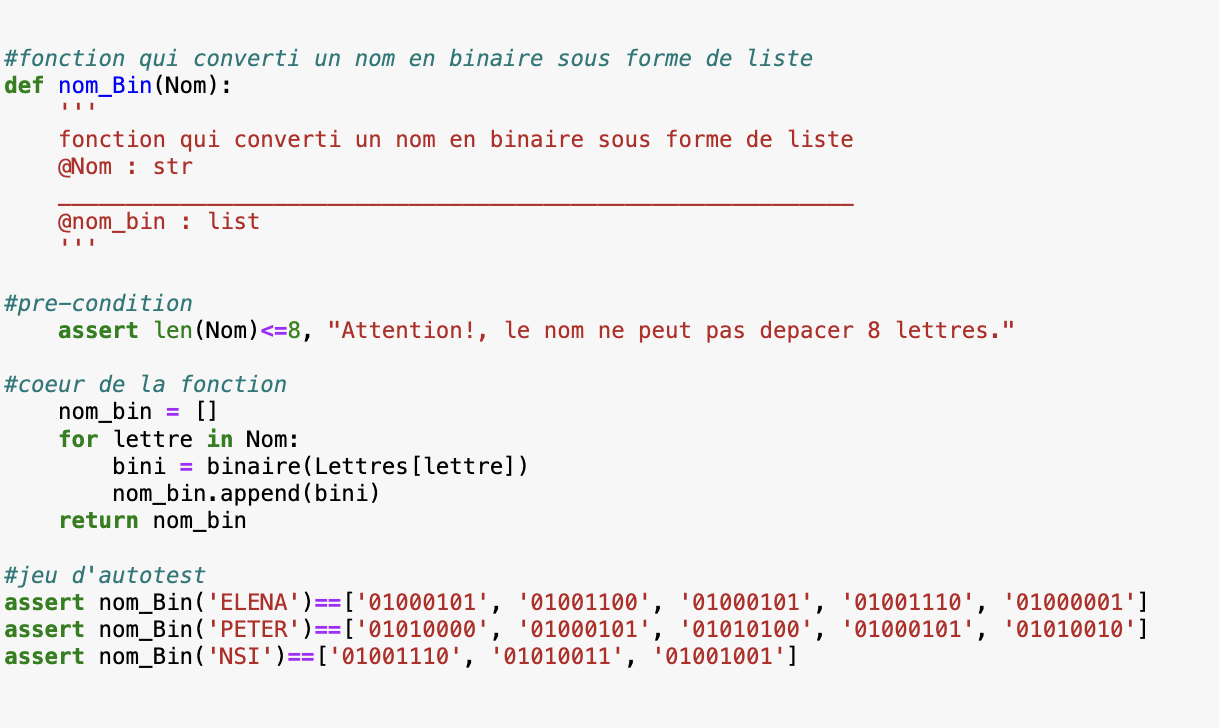 #fonction qui converti un nom en binaire sous forme de liste
def nom_Bin(Nom):
    '''
    fonction qui converti un nom en binaire sous forme de liste
    @Nom : str
    ___________________________________________________________
    @nom_bin : list
    '''
#pre-condition
    assert len(Nom)<=8, "Attention!, le nom ne peut pas depacer 8 lettres."
#coeur de la fonction
    nom_bin = []
    for lettre in Nom:
        bini = binaire(Lettres[lettre])
        nom_bin.append(bini)
    return nom_bin
#jeu d'autotest
assert nom_Bin('ELENA')==['01000101', '01001100', '01000101', '01001110', '01000001']
assert nom_Bin('PETER')==['01010000', '01000101', '01010100', '01000101', '01010010']
assert nom_Bin('NSI')==['01001110', '01010011', '01001001']